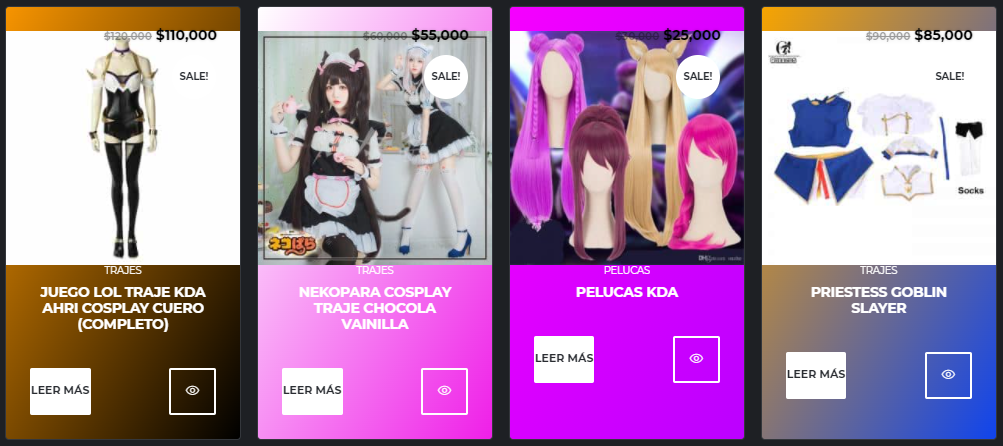 $120,000 $110,000
SALE!
TRAJES
JUEGO LOL TRAJE KDA
AHRI COSPLAY CUERO
(COMPLETO)
LEER MÁS
$60,000 $55,000
SALE!
ネコぱら
TRAJES
NEKOPARA COSPLAY
TRAJE CHOCOLA
VAINILLA
LEER MÁS
$25,000
SALE!
PELUCAS
PELUCAS KDA
LEER MÁS
$90,000 $85,000
SALE!
Socks
TRAJES
PRIESTESS GOBLIN
SLAYER
LEER MÁS